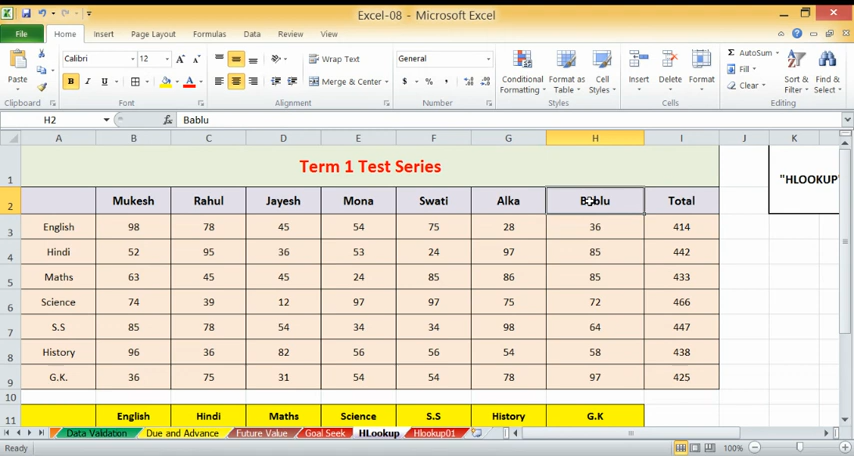 Excel-08 - Microsoft Excel
File Home Insert Page Layout Formulas Data Review View
Paste
Calibri 12 A A
B I U A
Wrap Text
Merge & Center
General
$ % ,
Conditional Formatting
Format as Table
Cell Styles
Insert
Delete
Format
Σ AutoSum
Fill
Clear
Sort & Filter
Find & Select
Clipboard Font Alignment Number Styles Cells Editing
H2 fx Bablu
A B C D E F G H I J K
1 Term 1 Test Series "HLOOKUP"
2 Mukesh Rahul Jayesh Mona Swati Alka Bablu Total
3 English 98 78 45 54 75 28 36 414
4 Hindi 52 95 36 53 24 97 85 442
5 Maths 63 45 45 24 85 86 85 433
6 Science 74 39 12 97 97 75 72 466
7 S.S 85 78 54 34 34 98 64 447
8 History 96 36 82 56 56 54 58 438
9 G.K. 36 75 31 54 54 78 97 425
10
11 English Hindi Maths Science S.S History G.K
Data Validation Due and Advance Future Value Goal Seek HLookup Hlookup01
Ready 100%